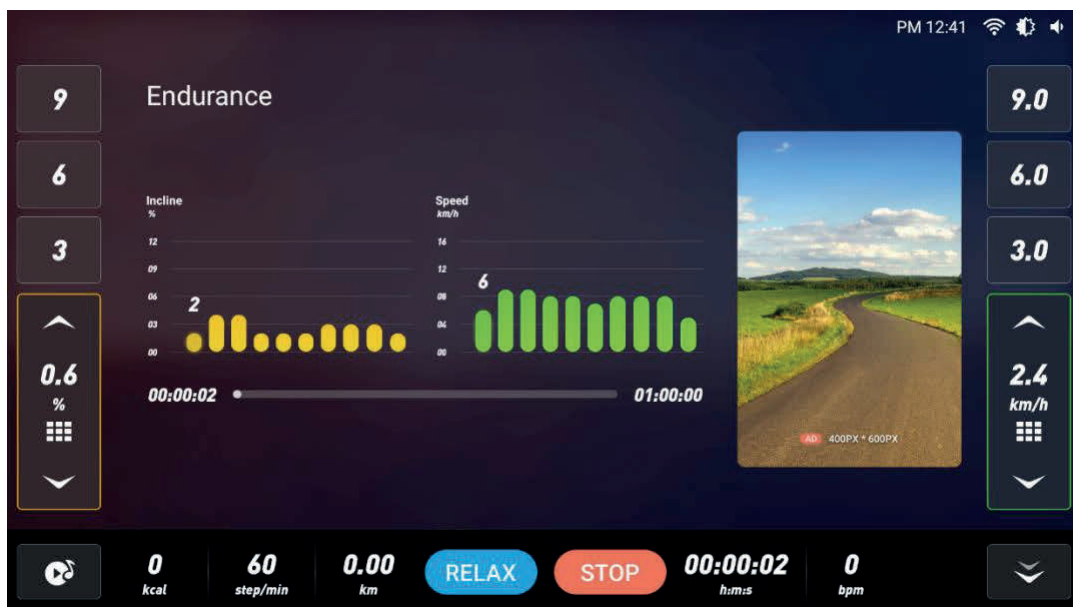 PM 12:41
9
Endurance
9.0
6
6.0
3
3.0
Incline
%
12
09
06
03
00
2
Speed
km/h
16
12
08
04
00
6
00:00:02
01:00:00
0.6
%
2.4
km/h
AD 400PX * 600PX
0
kcal
60
step/min
0.00
km
RELAX
STOP
00:00:02
h:m:s
0
bpm